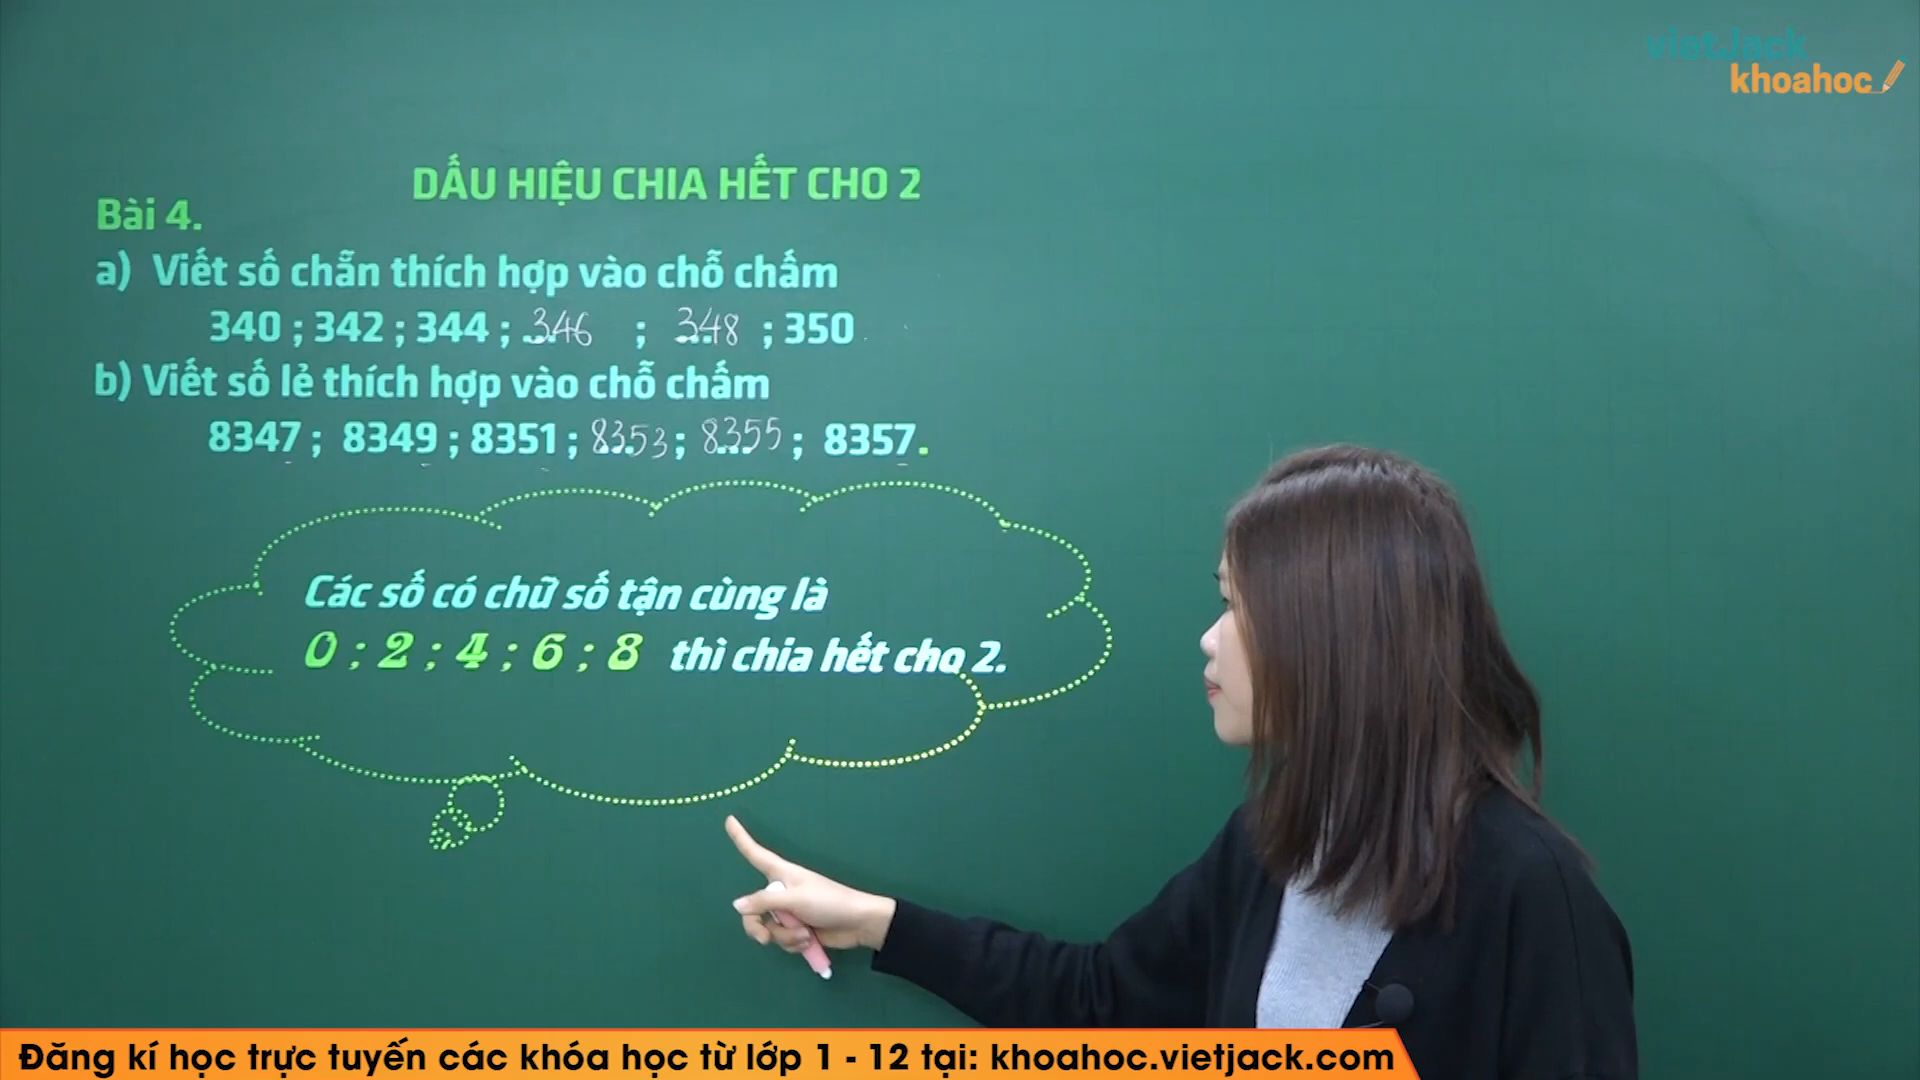 vietJack
khoahoc
DẤU HIỆU CHIA HẾT CHO 2
Bài 4.
a) Viết số chẵn thích hợp vào chỗ chấm
340 ; 342 ; 344 ; 346 ; 348 ; 350
b) Viết số lẻ thích hợp vào chỗ chấm
8347 ; 8349 ; 8351 ; 8353 ; 8355 ; 8357.
Các số có chữ số tận cùng là
0 ; 2 ; 4 ; 6 ; 8 thì chia hết cho 2.
Đăng kí học trực tuyến các khóa học từ lớp 1 - 12 tại: khoahoc.vietjack.com